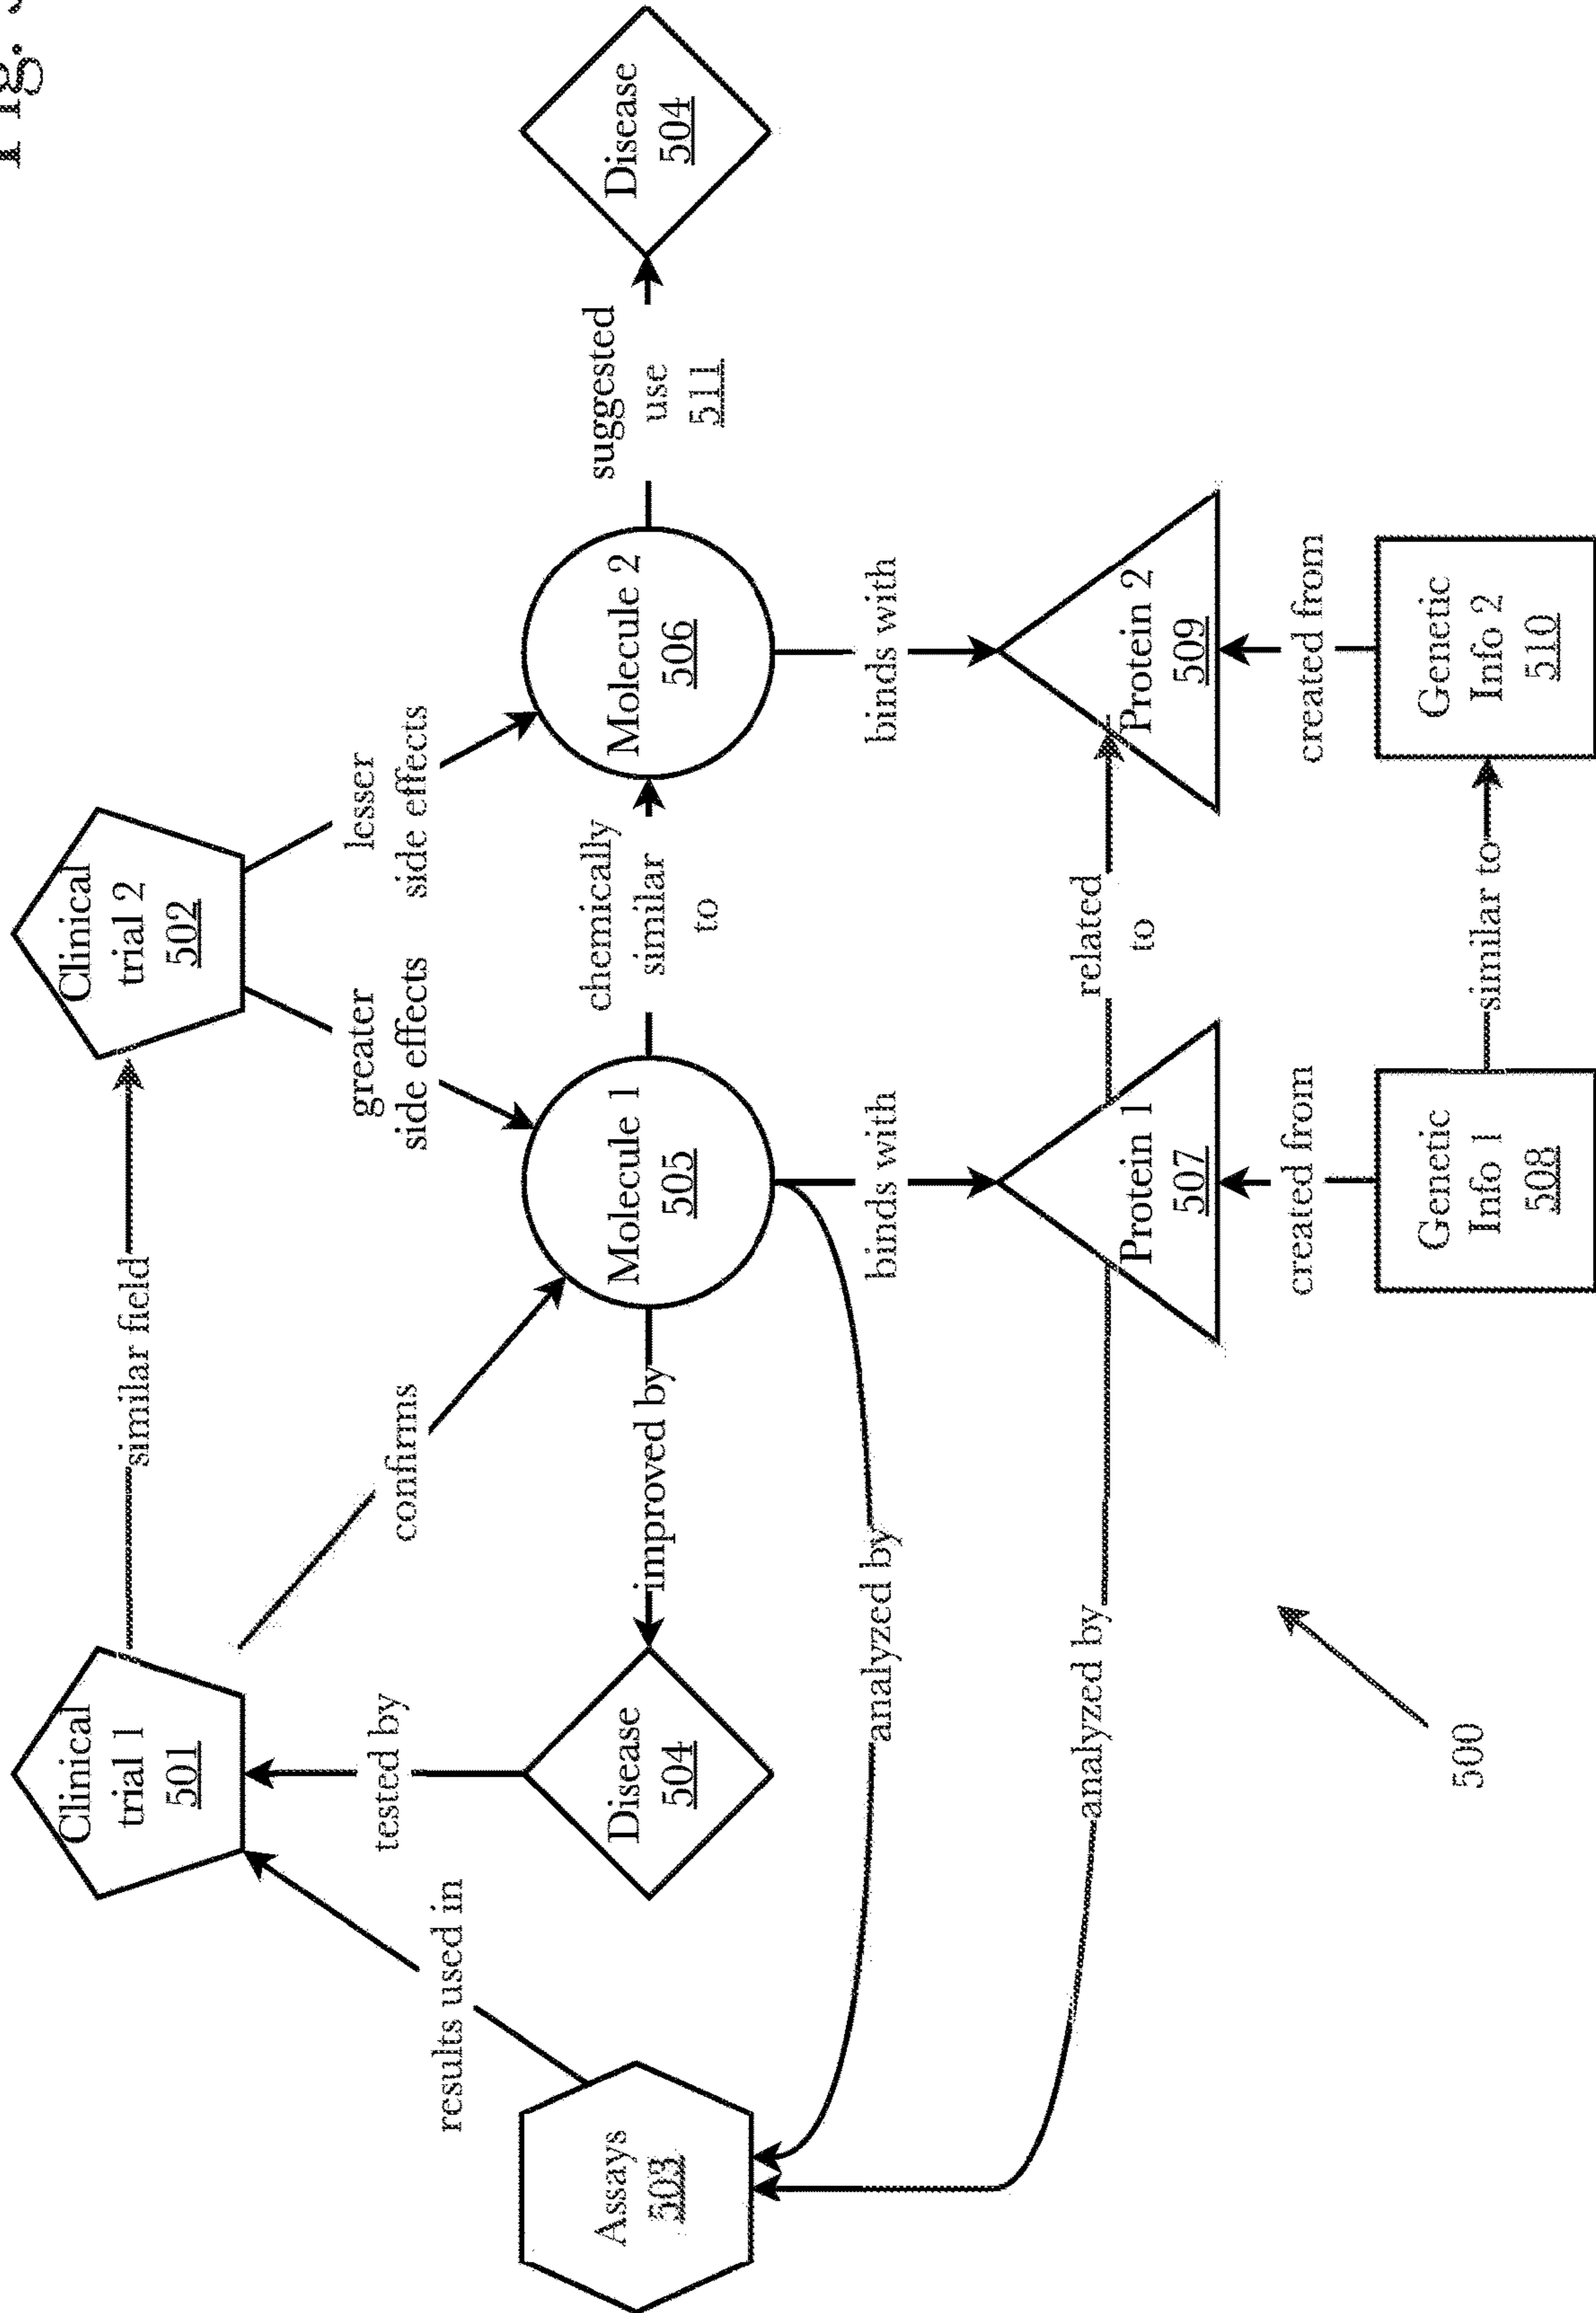 Fig.
Clinical
trial 1
501
similar field
Clinical
trial 2
502
results used in
tested by
confirms
greater
side effects
lesser
side effects
Assays
503
Disease
504
improved by
Molecule 1
505
chemically
similar
to
Molecule 2
506
suggested
use
511
Disease
504
analyzed by
binds with
binds with
analyzed by
Protein 1
507
related
to
Protein 2
509
created from
created from
500
Genetic
Info 1
508
similar to
Genetic
Info 2
510